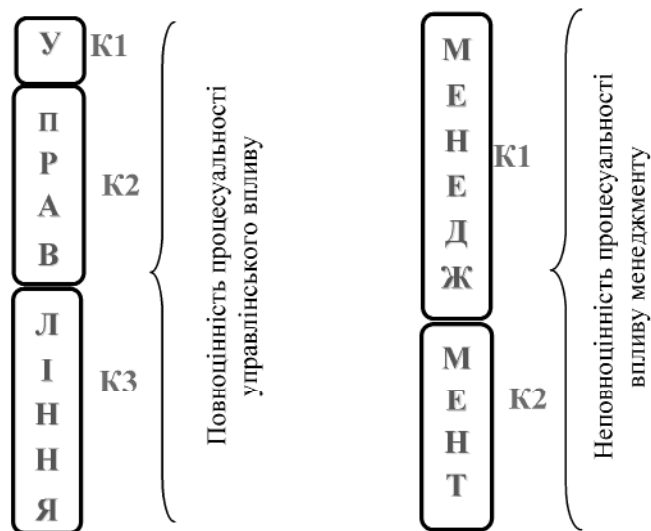 У
П
Р
А
В
Л
І
Н
Н
Я
К1
К2
К3
Повноцінність процесуальності
управлінського впливу
М
Е
Н
Е
Д
Ж
М
Е
Н
Т
К1
К2
Неповноцінність процесуальності
впливу менеджменту